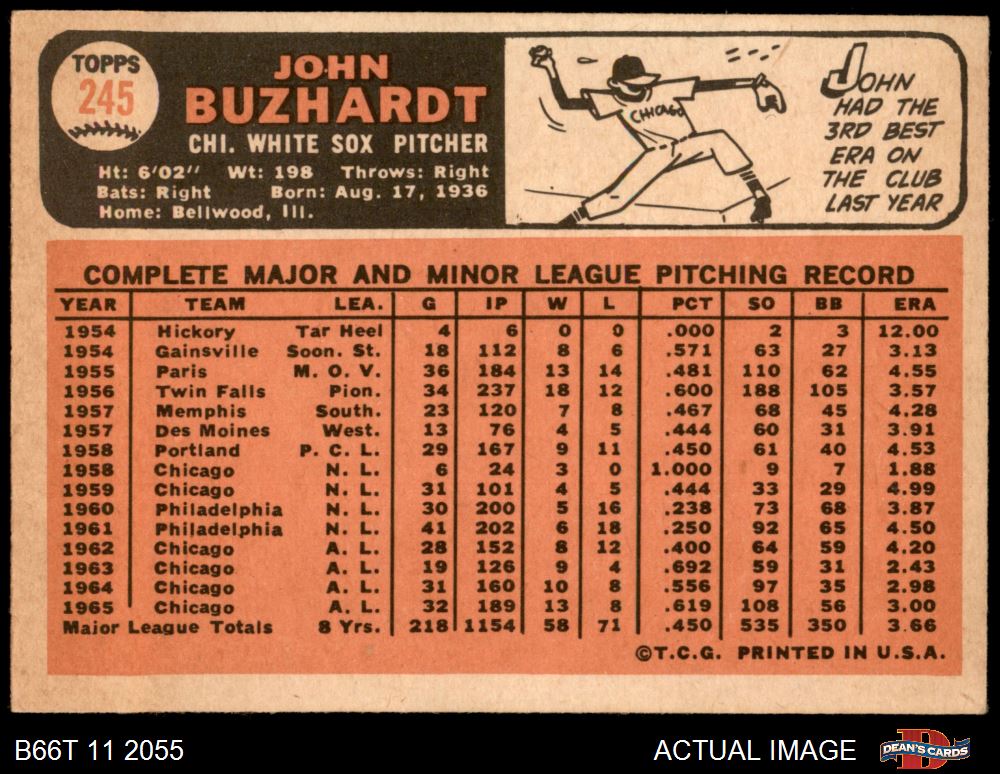 TOPPS
245
JOHN
BUZHARDT
CHI. WHITE SOX PITCHER
Ht: 6'02" Wt: 198 Throws: Right
Bats: Right Born: Aug. 17, 1936
Home: Bellwood, Ill.
CHICAGO
JOHN
HAD THE
3RD BEST
ERA ON
THE CLUB
LAST YEAR
COMPLETE MAJOR AND MINOR LEAGUE PITCHING RECORD
YEAR TEAM LEA. G IP W L PCT SO BB ERA
1954 Hickory Tar Heel 4 6 0 0 .000 2 3 12.00
1954 Gainsville Soon. St. 18 112 8 6 .571 63 27 3.13
1955 Paris M. O. V. 36 184 13 14 .481 110 62 4.55
1956 Twin Falls Pion. 34 237 18 12 .600 188 105 3.57
1957 Memphis South. 23 120 7 8 .467 68 45 4.28
1957 Des Moines West. 13 76 4 5 .444 60 31 3.91
1958 Portland P. C. L. 29 167 9 11 .450 61 40 4.53
1958 Chicago N. L. 6 24 3 0 1.000 9 7 1.88
1959 Chicago N. L. 31 101 4 5 .444 33 29 4.99
1960 Philadelphia N. L. 30 200 5 16 .238 73 68 3.87
1961 Philadelphia N. L. 41 202 6 18 .250 92 65 4.50
1962 Chicago A. L. 28 152 8 12 .400 64 59 4.20
1963 Chicago A. L. 19 126 9 4 .692 59 31 2.43
1964 Chicago A. L. 31 160 10 8 .556 97 35 2.98
1965 Chicago A. L. 32 189 13 8 .619 108 56 3.00
Major League Totals 8 Yrs. 218 1154 58 71 .450 535 350 3.66
©T.C.G. PRINTED IN U.S.A.
B66T 11 2055
ACTUAL IMAGE
DEAN'S CARDS